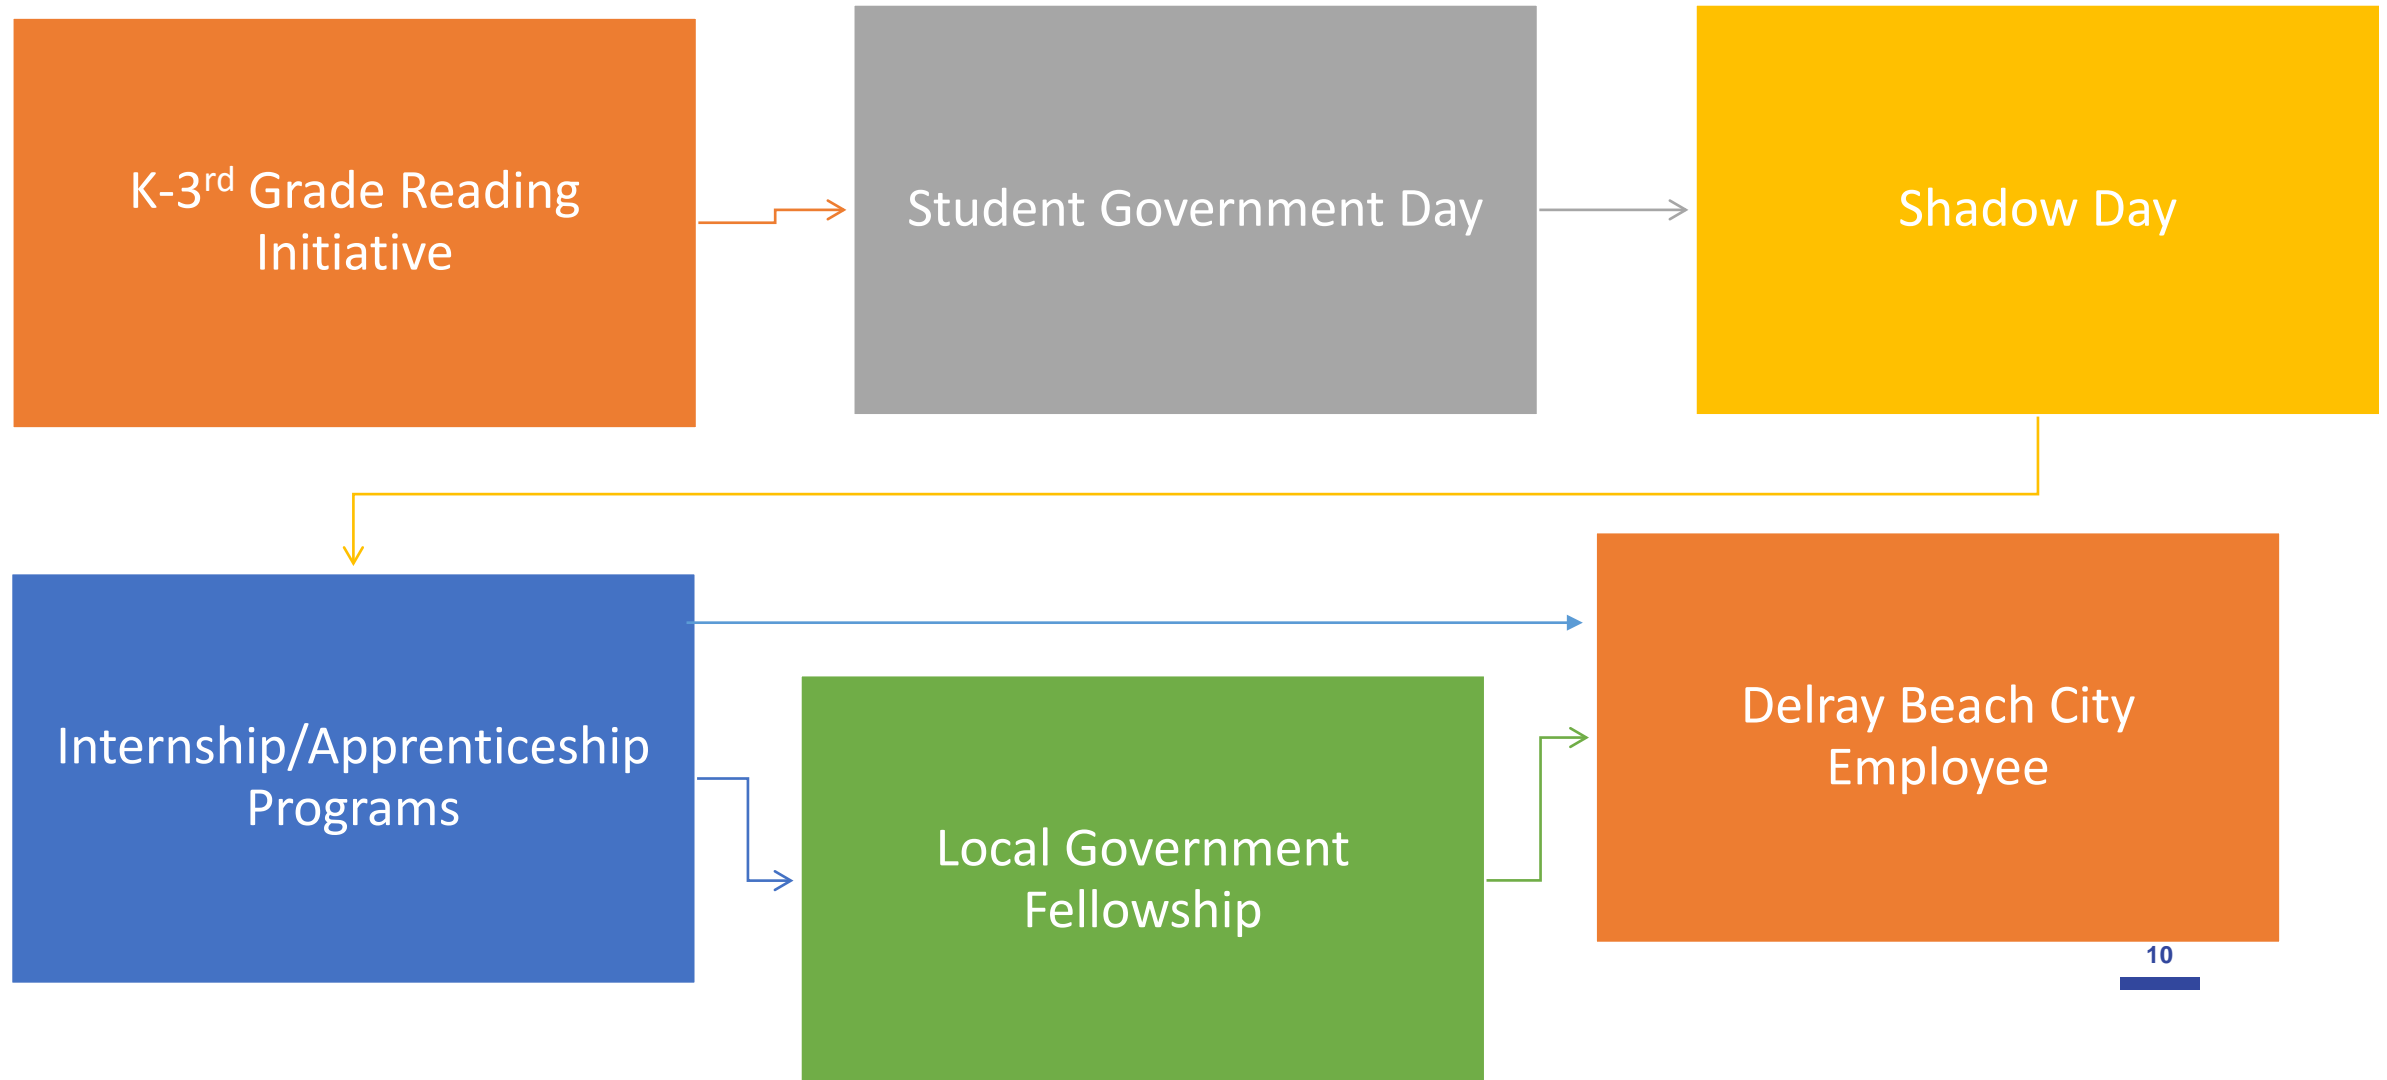 K-3rd Grade Reading
Initiative
Student Government Day
Shadow Day
Internship/Apprenticeship
Programs
Local Government
Fellowship
Delray Beach City
Employee
10